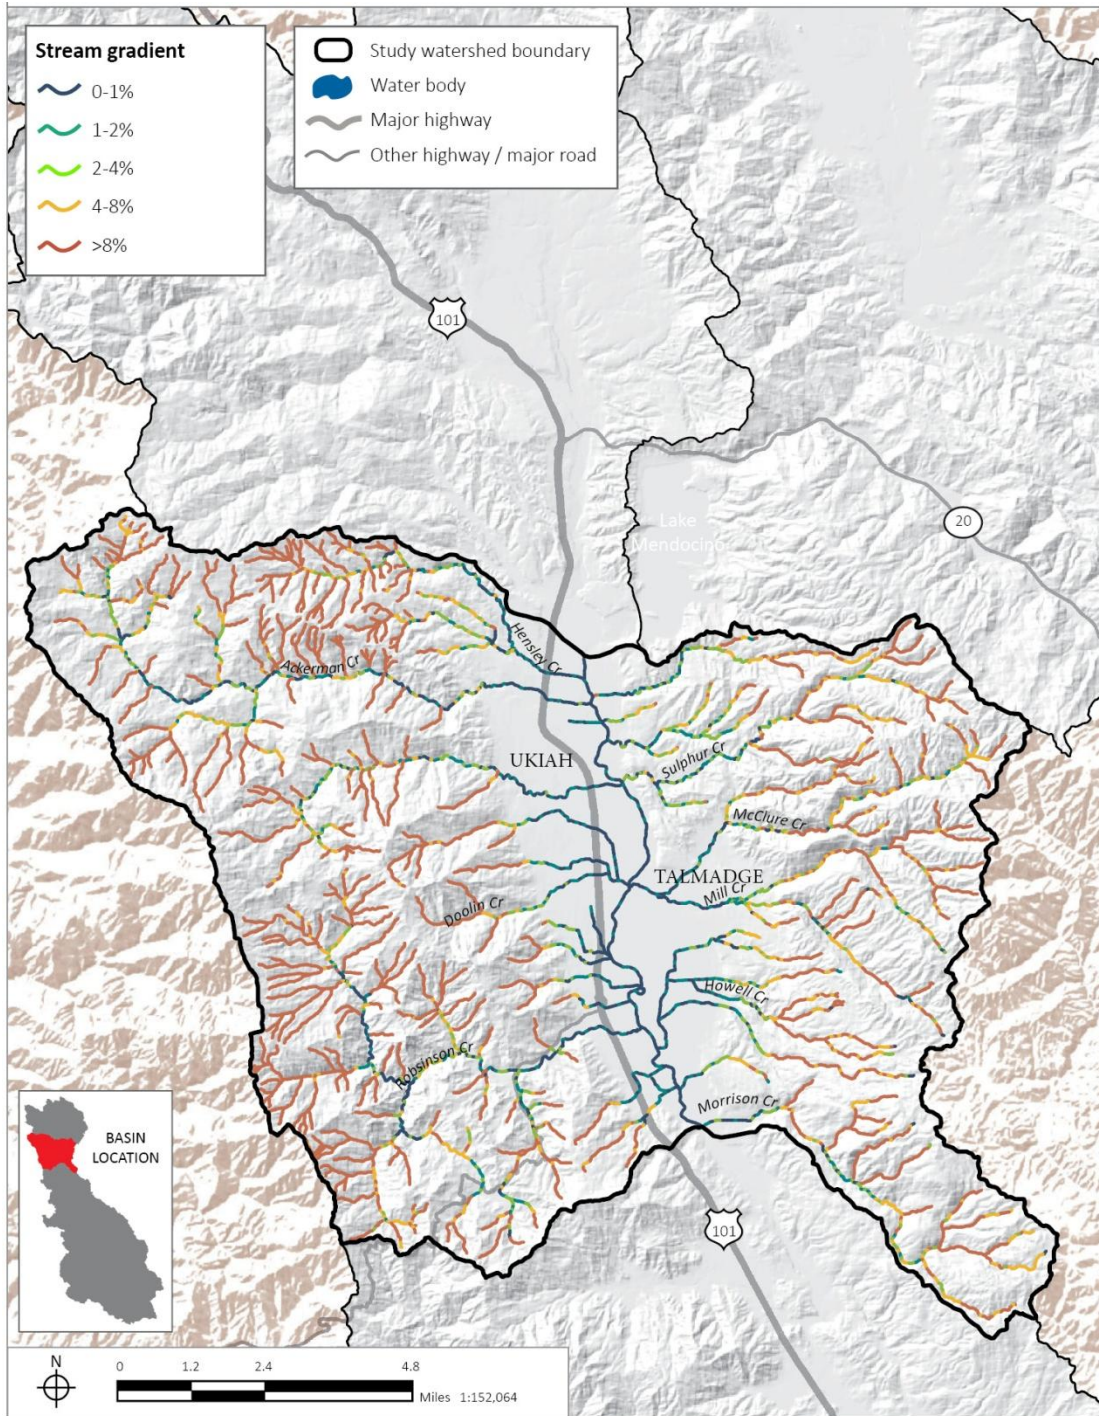 Stream gradient
0-1%
1-2%
2-4%
4-8%
>8%
Study watershed boundary
Water body
Major highway
Other highway / major road
101
20
Lake
Mendocino
Hensley Cr
Ackerman Cr
UKIAH
Sulphur Cr
McClure Cr
TALMADGE
Mill Cr
Doolin Cr
Howell Cr
Robsinson Cr
Morrison Cr
101
BASIN
LOCATION
N
0 1.2 2.4 4.8
Miles 1:152,064